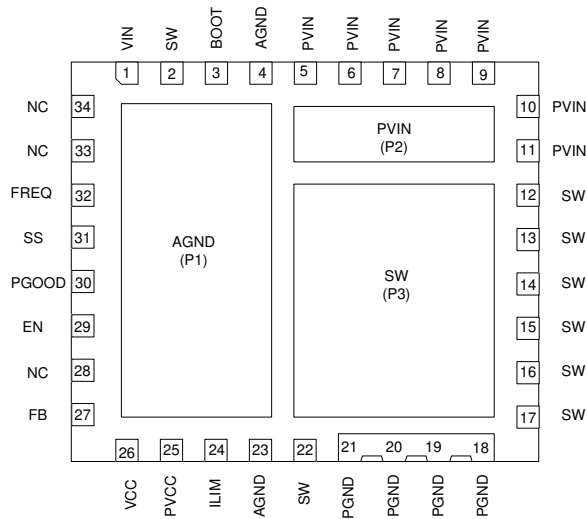 VIN SW BOOT AGND PVIN PVIN PVIN PVIN PVIN
1 2 3 4 5 6 7 8 9
NC 34 10 PVIN
PVIN
(P2)
NC 33 11 PVIN
FREQ 32 12 SW
SS 31 13 SW
AGND
(P1)
SW
(P3)
PGOOD 30 14 SW
EN 29 15 SW
NC 28 16 SW
FB 27 17 SW
26 25 24 23 22 21 20 19 18
VCC PVCC ILIM AGND SW PGND PGND PGND PGND